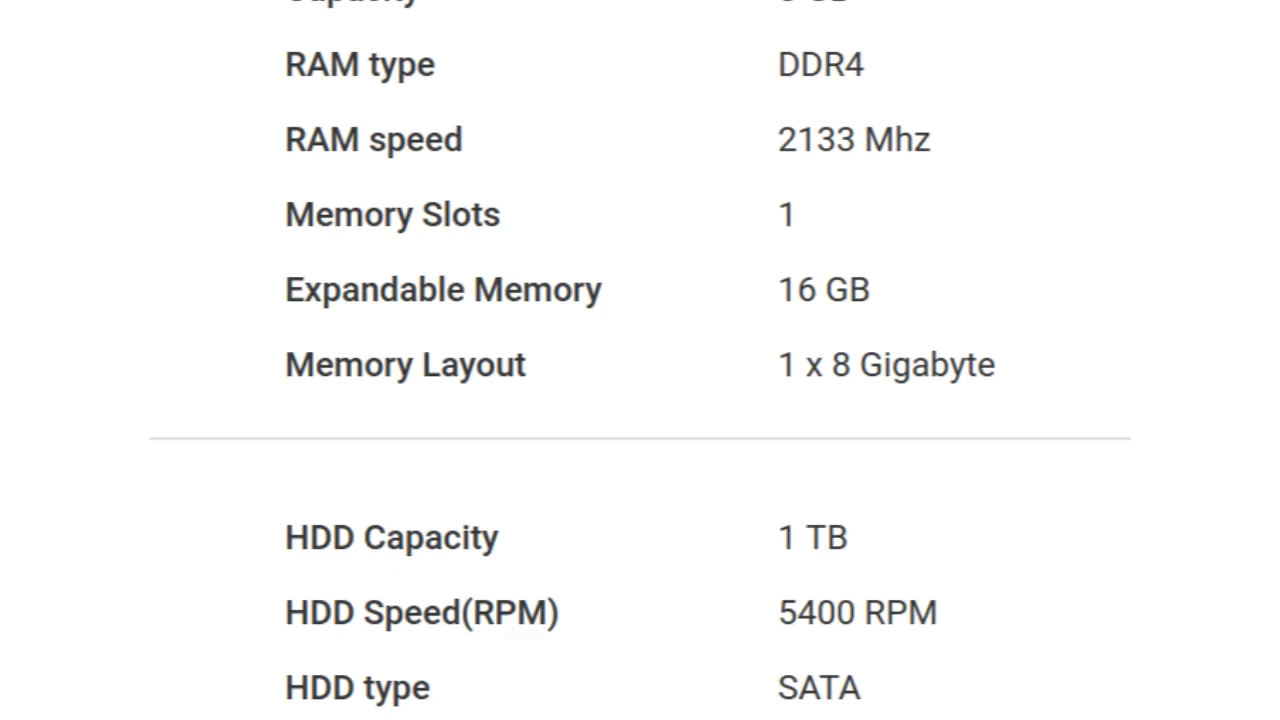 RAM type DDR4
RAM speed 2133 Mhz
Memory Slots 1
Expandable Memory 16 GB
Memory Layout 1 x 8 Gigabyte
HDD Capacity 1 TB
HDD Speed(RPM) 5400 RPM
HDD type SATA